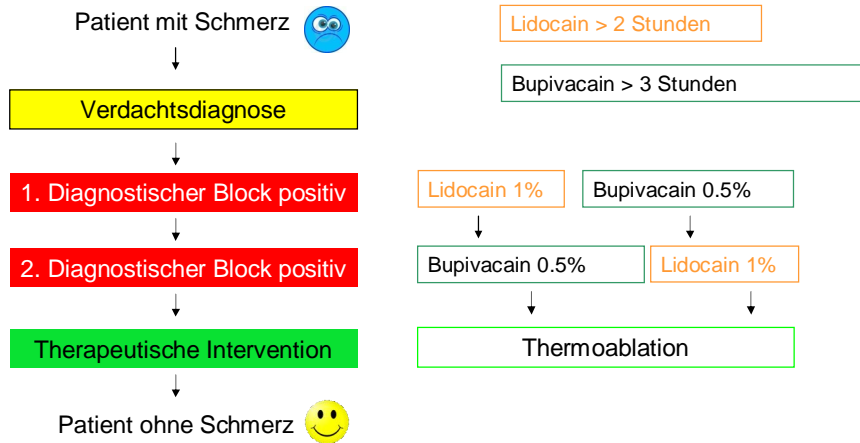 Patient mit Schmerz
Lidocain > 2 Stunden
Bupivacain > 3 Stunden
Verdachtsdiagnose
1. Diagnostischer Block positiv
Lidocain 1%
Bupivacain 0.5%
2. Diagnostischer Block positiv
Bupivacain 0.5%
Lidocain 1%
Therapeutische Intervention
Thermoablation
Patient ohne Schmerz